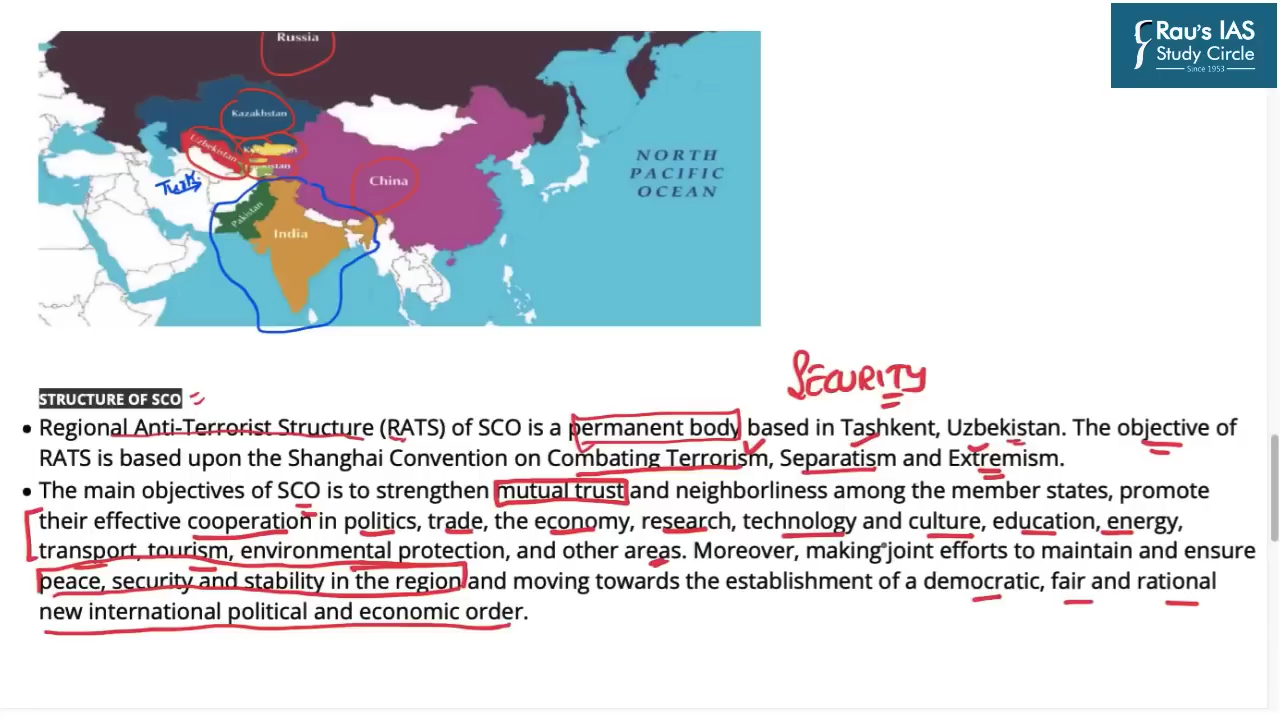 Rau's IAS
Study Circle
Since 1953
Russia
Kazakhstan
Uzbekistan
China
Pakistan
India
NORTH
PACIFIC
OCEAN
SECURITY
STRUCTURE OF SCO
• Regional Anti-Terrorist Structure (RATS) of SCO is a permanent body based in Tashkent, Uzbekistan. The objective of
RATS is based upon the Shanghai Convention on Combating Terrorism, Separatism and Extremism.
• The main objectives of SCO is to strengthen mutual trust and neighborliness among the member states, promote
their effective cooperation in politics, trade, the economy, research, technology and culture, education, energy,
transport, tourism, environmental protection, and other areas. Moreover, making joint efforts to maintain and ensure
peace, security and stability in the region and moving towards the establishment of a democratic, fair and rational
new international political and economic order.